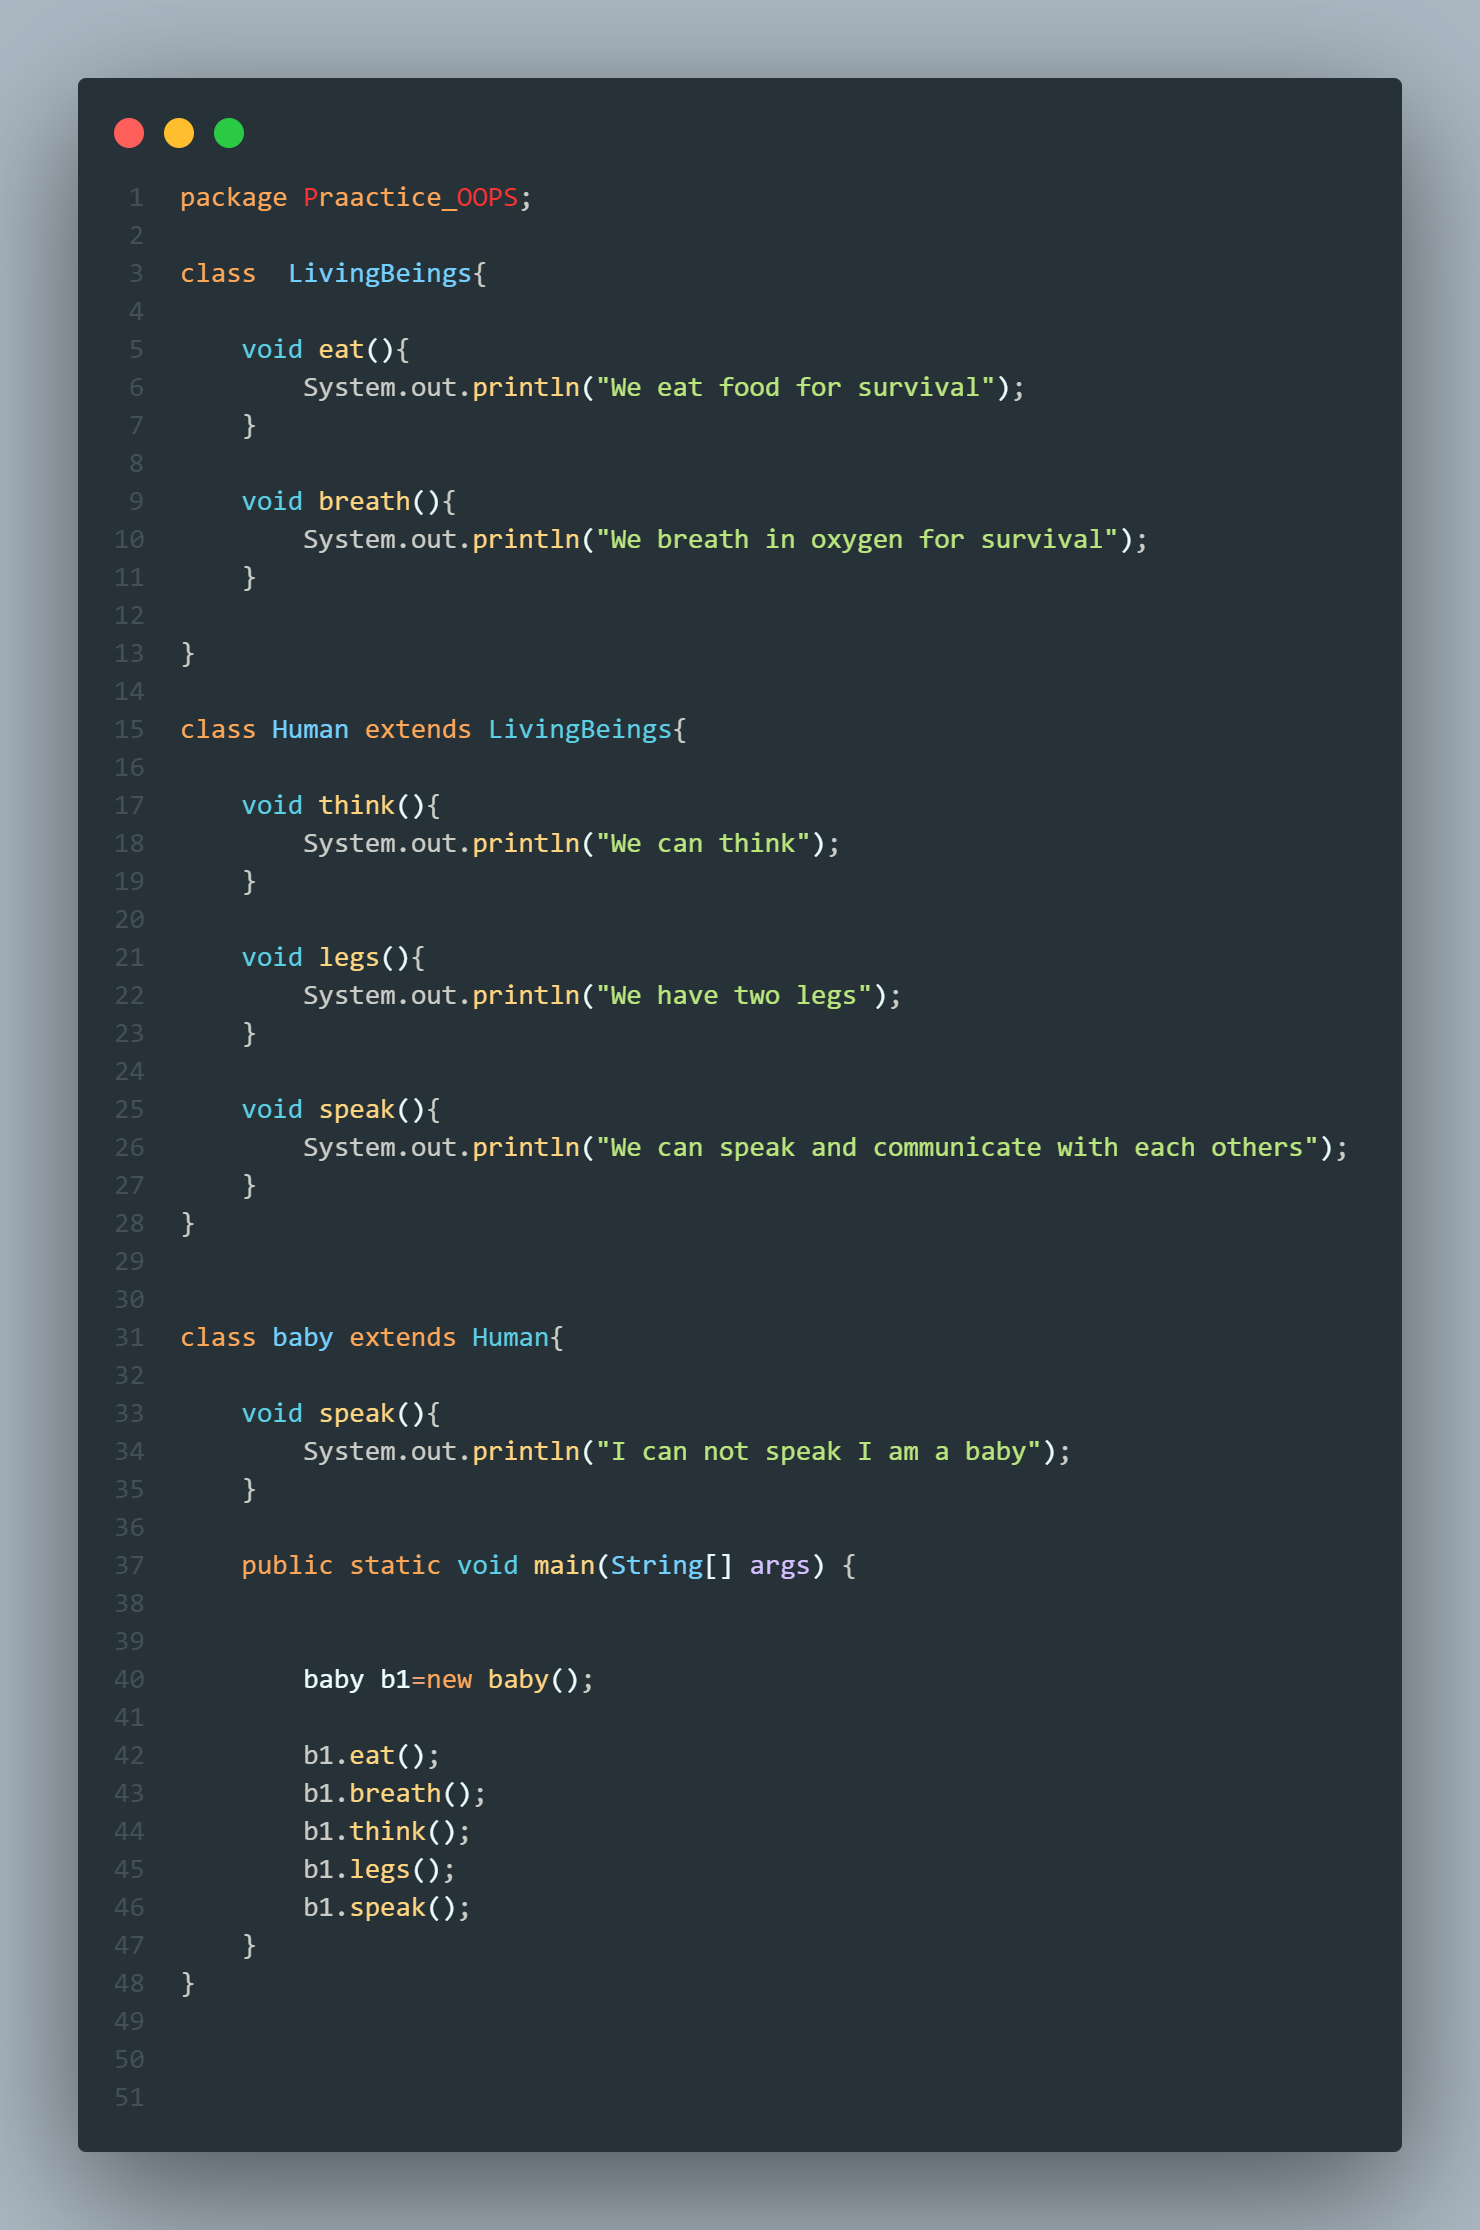 1 package Praactice_OOPS;
2
3 class  LivingBeings{
4
5     void eat(){
6         System.out.println("We eat food for survival");
7     }
8
9     void breath(){
10         System.out.println("We breath in oxygen for survival");
11     }
12
13 }
14
15 class Human extends LivingBeings{
16
17     void think(){
18         System.out.println("We can think");
19     }
20
21     void legs(){
22         System.out.println("We have two legs");
23     }
24
25     void speak(){
26         System.out.println("We can speak and communicate with each others");
27     }
28 }
29
30
31 class baby extends Human{
32
33     void speak(){
34         System.out.println("I can not speak I am a baby");
35     }
36
37     public static void main(String[] args) {
38
39
40         baby b1=new baby();
41
42         b1.eat();
43         b1.breath();
44         b1.think();
45         b1.legs();
46         b1.speak();
47     }
48 }
49
50
51